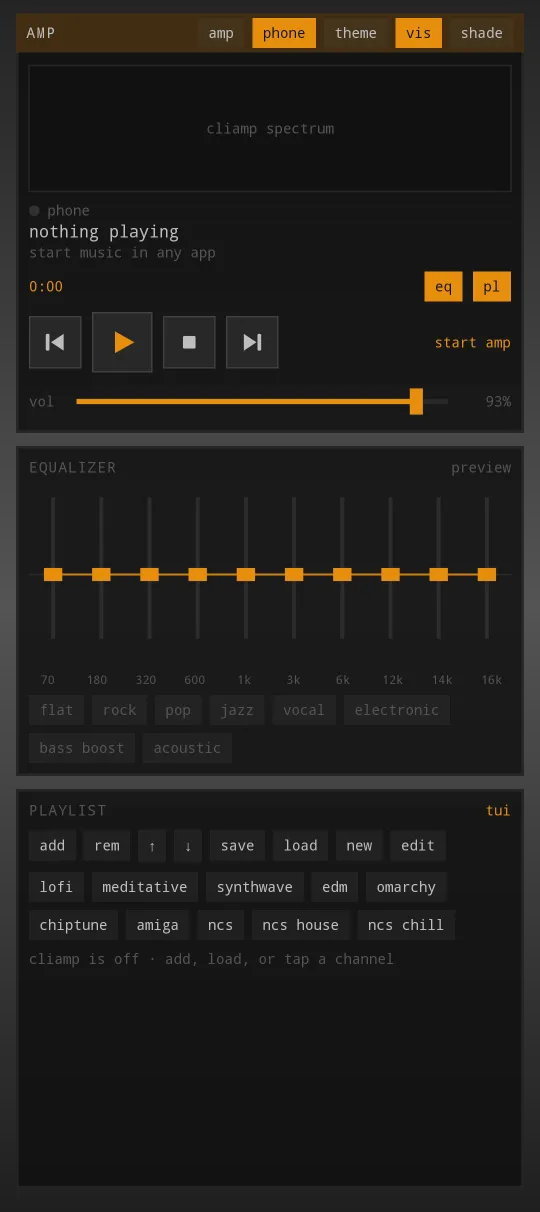 AMP amp phone theme vis shade
cliamp spectrum
phone
nothing playing
start music in any app
0:00 eq pl
start amp
vol 93%
EQUALIZER preview
70 180 320 600 1k 3k 6k 12k 14k 16k
flat rock pop jazz vocal electronic
bass boost acoustic
PLAYLIST tui
add rem ↑ ↓ save load new edit
lofi meditative synthwave edm omarchy
chiptune amiga ncs ncs house ncs chill
cliamp is off · add, load, or tap a channel